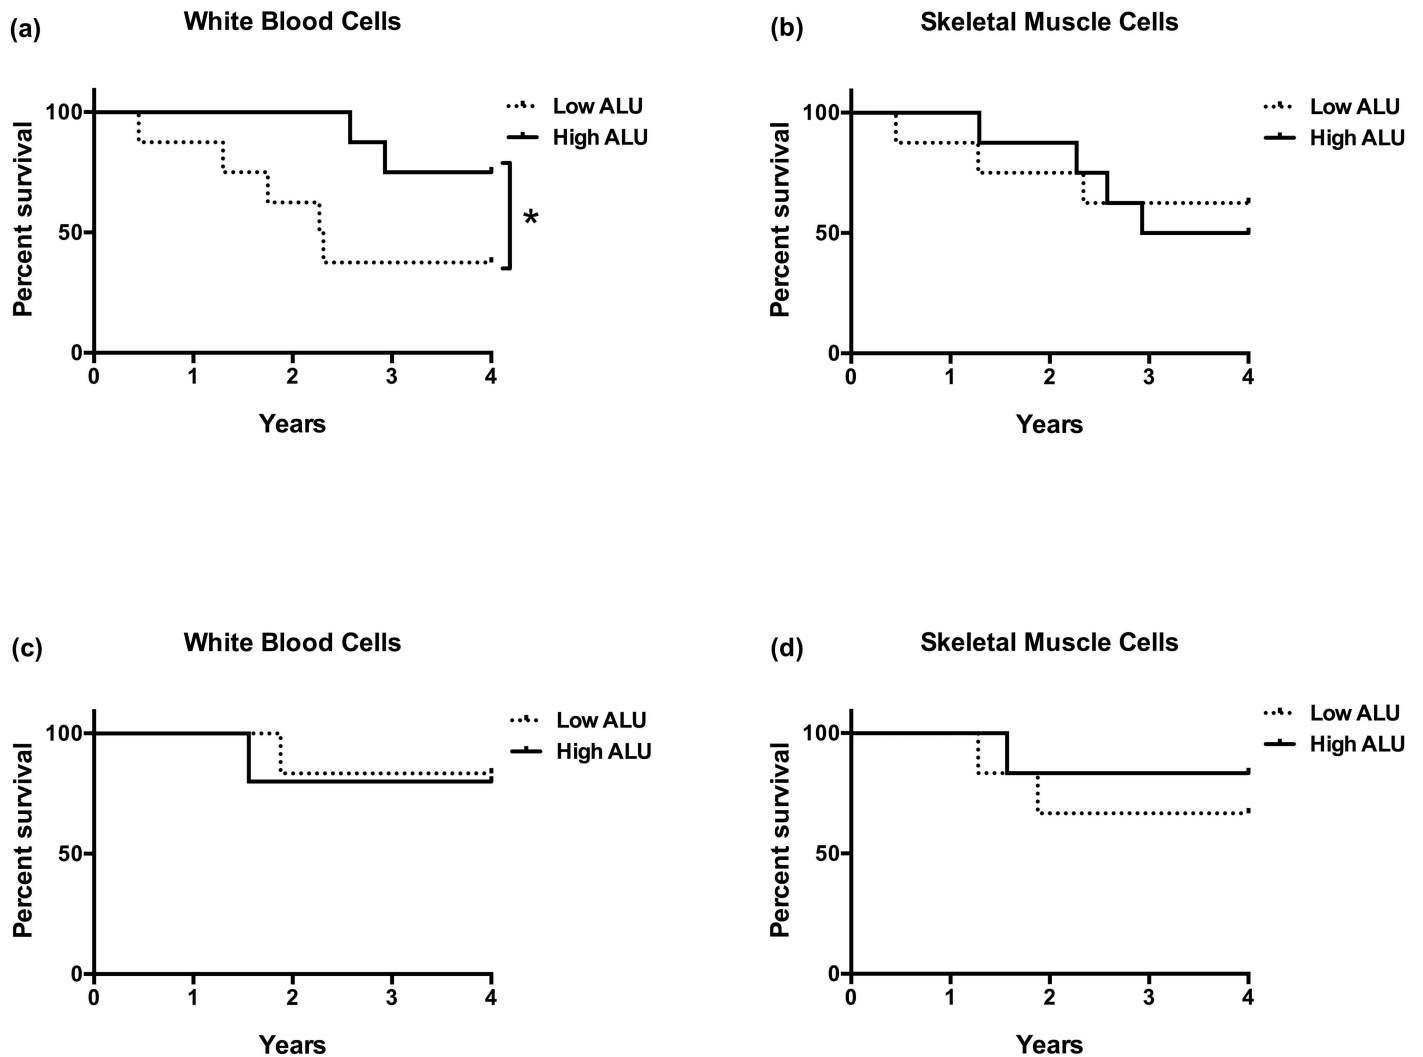 (a)
White Blood Cells
Percent survival
100
50
0
0 1 2 3 4
Years
Low ALU
High ALU
*
(b)
Skeletal Muscle Cells
Percent survival
100
50
0
0 1 2 3 4
Years
Low ALU
High ALU
(c)
White Blood Cells
Percent survival
100
50
0
0 1 2 3 4
Years
Low ALU
High ALU
(d)
Skeletal Muscle Cells
Percent survival
100
50
0
0 1 2 3 4
Years
Low ALU
High ALU